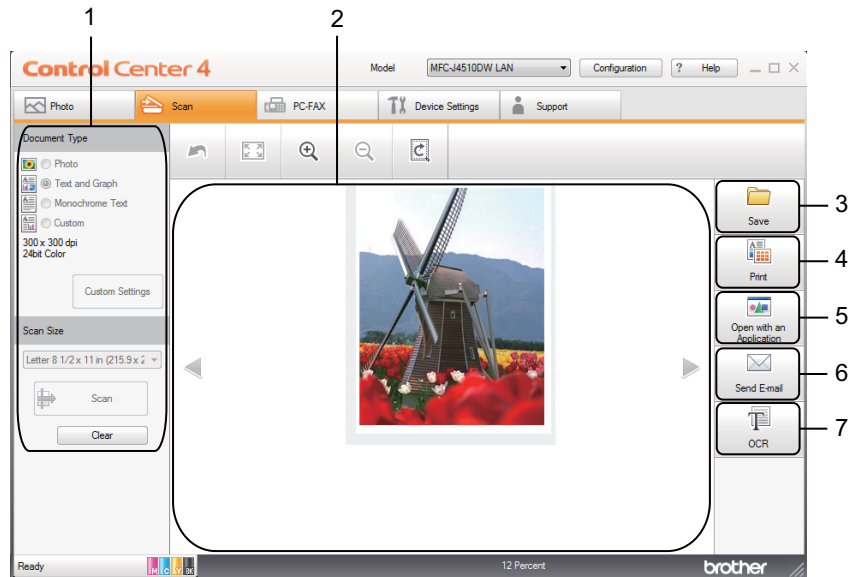 1
2
Control Center 4
Model
MFC-J4510DW LAN
Configuration
? Help
Photo
Scan
PC-FAX
Device Settings
Support
Document Type
Photo
Text and Graph
Monochrome Text
Custom
300 x 300 dpi
24bit Color
Custom Settings
Scan Size
Letter 8 1/2 x 11 in (215.9 x 2
Scan
Clear
Save
3
Print
4
Open with an
Application
5
Send E-mail
6
OCR
7
Ready
M C Y BK
12 Percent
brother